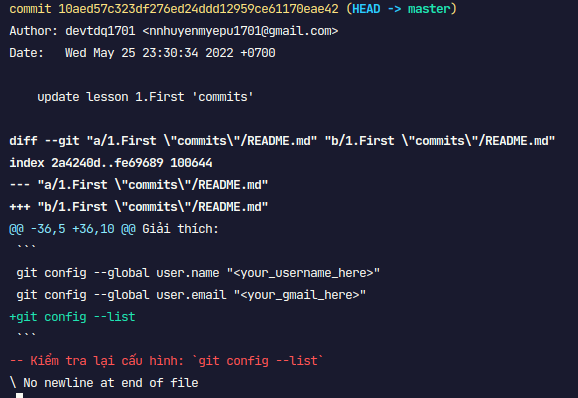 commit 10aed57c323df276ed24ddd12959ce61170eae42 (HEAD -> master)
Author: devtdq1701 <nnhuyenmyepu1701@gmail.com>
Date:   Wed May 25 23:30:34 2022 +0700

    update lesson 1.First 'commits'

diff --git "a/1.First \"commits\"/README.md" "b/1.First \"commits\"/README.md"
index 2a4240d..fe69689 100644
--- "a/1.First \"commits\"/README.md"
+++ "b/1.First \"commits\"/README.md"
@@ -36,5 +36,10 @@ Giải thích:
 ```
 git config --global user.name "<your_username_here>"
 git config --global user.email "<your_gmail_here>"
+git config --list
 ```
-- Kiểm tra lại cấu hình: `git config --list`
\ No newline at end of file